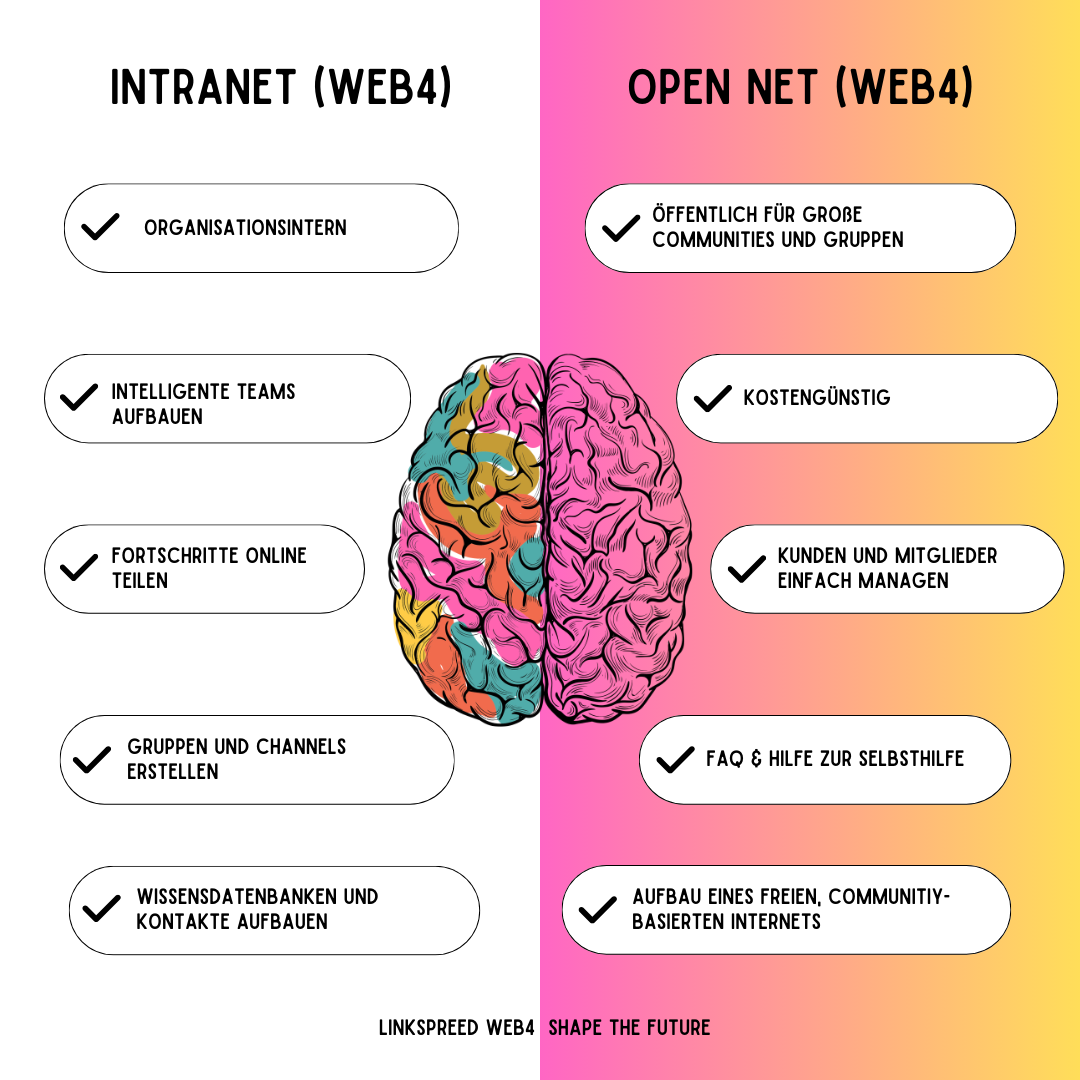 INTRANET (WEB4)
ORGANISATIONSINTERN
INTELLIGENTE TEAMS
AUFBAUEN
FORTSCHRITTE ONLINE
TEILEN
GRUPPEN UND CHANNELS
ERSTELLEN
WISSENSDATENBANKEN UND
KONTAKTE AUFBAUEN
OPEN NET (WEB4)
ÖFFENTLICH FÜR GROßE
COMMUNITIES UND GRUPPEN
KOSTENGÜNSTIG
KUNDEN UND MITGLIEDER
EINFACH MANAGEN
FAQ & HILFE ZUR SELBSTHILFE
AUFBAU EINES FREIEN, COMMUNITIY-
BASIERTEN INTERNETS
LINKSPREED WEB4 SHAPE THE FUTURE